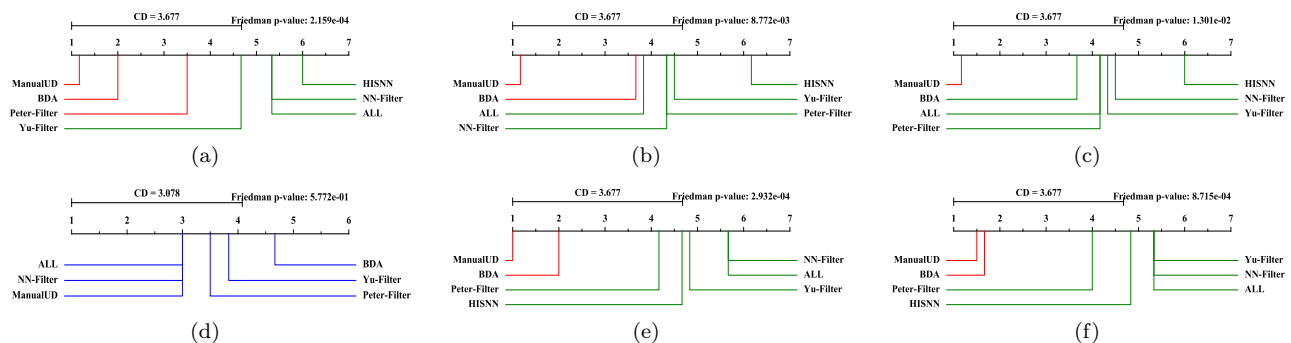 CD = 3.677
Friedman p-value: 2.159e-04
1 2 3 4 5 6 7
ManualUD
BDA
Peter-Filter
Yu-Filter
HISNN
NN-Filter
ALL
(a)
CD = 3.677
Friedman p-value: 8.772e-03
1 2 3 4 5 6 7
ManualUD
BDA
ALL
NN-Filter
HISNN
Yu-Filter
Peter-Filter
(b)
CD = 3.677
Friedman p-value: 1.301e-02
1 2 3 4 5 6 7
ManualUD
BDA
ALL
Peter-Filter
HISNN
NN-Filter
Yu-Filter
(c)
CD = 3.078
Friedman p-value: 5.772e-01
1 2 3 4 5 6
ALL
NN-Filter
ManualUD
BDA
Yu-Filter
Peter-Filter
(d)
CD = 3.677
Friedman p-value: 2.932e-04
1 2 3 4 5 6 7
ManualUD
BDA
Peter-Filter
HISNN
NN-Filter
ALL
Yu-Filter
(e)
CD = 3.677
Friedman p-value: 8.715e-04
1 2 3 4 5 6 7
ManualUD
BDA
Peter-Filter
HISNN
Yu-Filter
NN-Filter
ALL
(f)